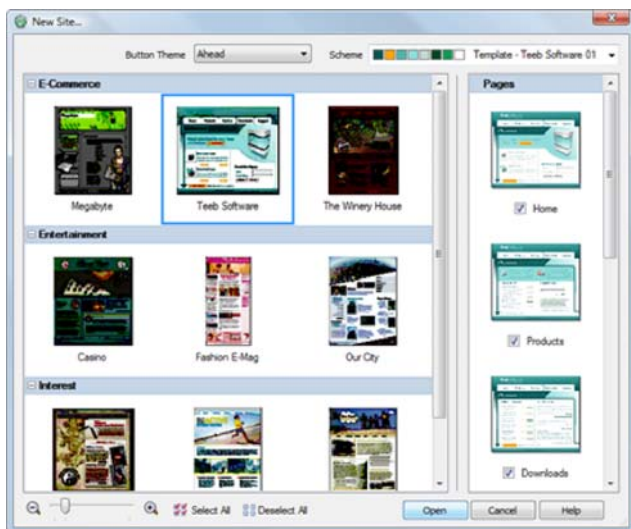 New Site...
Button Theme Ahead Scheme Template - Teeb Software 01
E-Commerce
Pages
Megabyte Teeb Software The Winery House
Home
Entertainment
Products
Casino Fashion E-Mag Our City
Interest
Downloads
Select All Deselect All Open Cancel Help